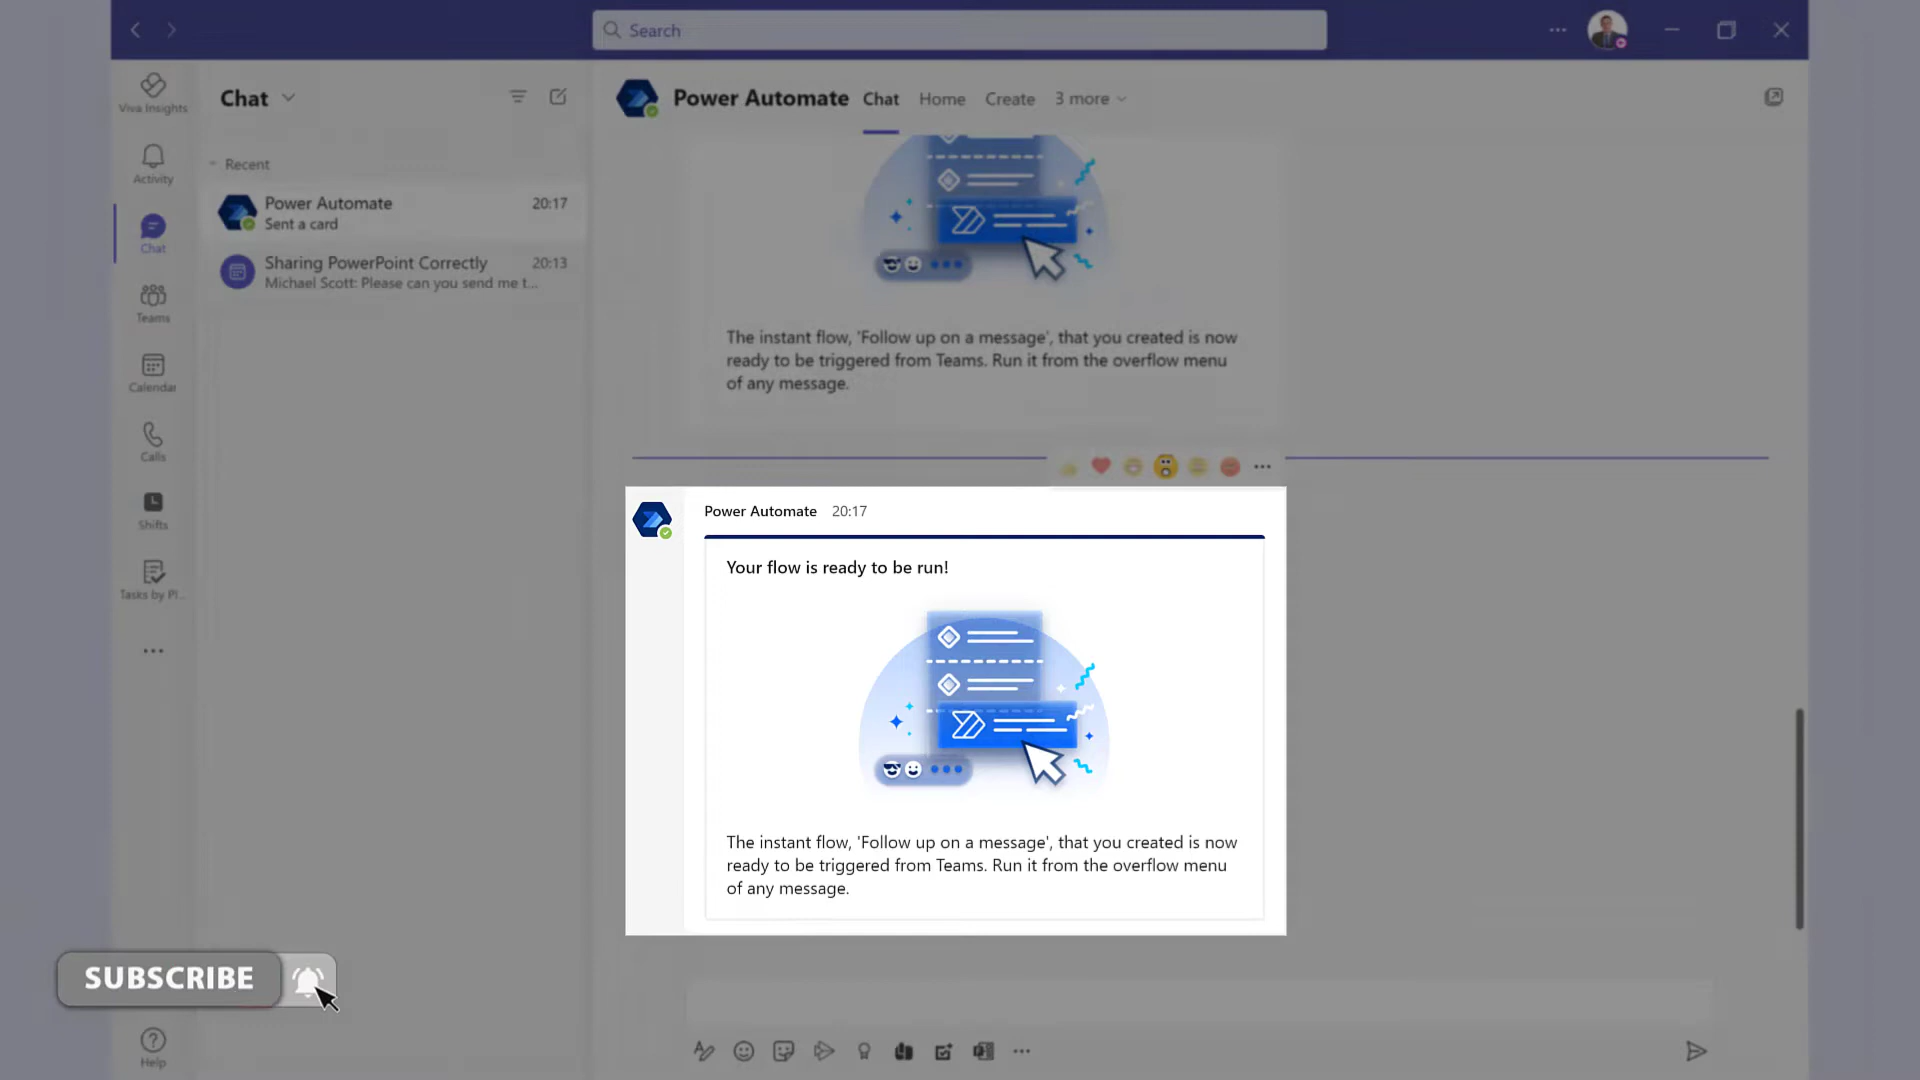 Search
Viva Insights
Activity
Chat
Teams
Calendar
Calls
Shifts
Tasks by Pl...
Help
Chat
Recent
Power Automate 20:17
Sent a card
Sharing PowerPoint Correctly 20:13
Michael Scott: Please can you send me t...
Power Automate Chat Home Create 3 more
The instant flow, 'Follow up on a message', that you created is now
ready to be triggered from Teams. Run it from the overflow menu
of any message.
Power Automate 20:17
Your flow is ready to be run!
The instant flow, 'Follow up on a message', that you created is now
ready to be triggered from Teams. Run it from the overflow menu
of any message.
SUBSCRIBE